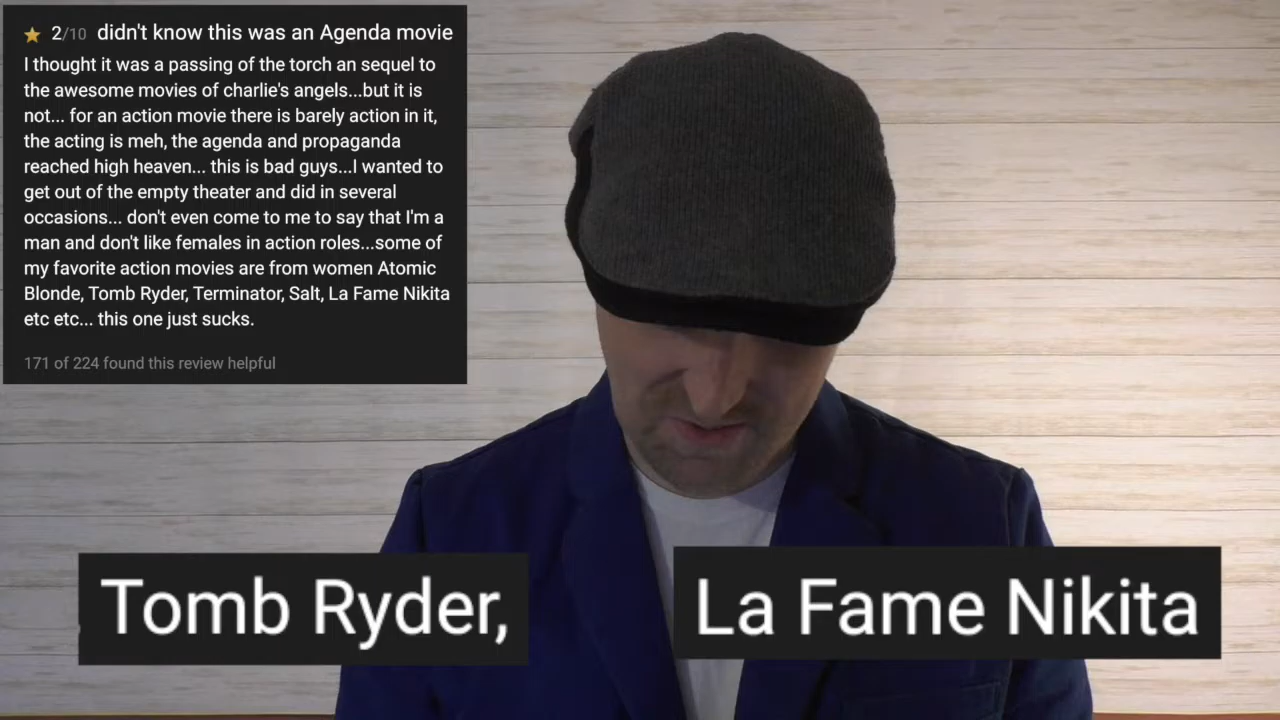 2/10 didn't know this was an Agenda movie
I thought it was a passing of the torch an sequel to
the awesome movies of charlie's angels...but it is
not... for an action movie there is barely action in it,
the acting is meh, the agenda and propaganda
reached high heaven... this is bad guys...I wanted to
get out of the empty theater and did in several
occasions... don't even come to me to say that I'm a
man and don't like females in action roles...some of
my favorite action movies are from women Atomic
Blonde, Tomb Ryder, Terminator, Salt, La Fame Nikita
etc etc... this one just sucks.
171 of 224 found this review helpful
Tomb Ryder,
La Fame Nikita